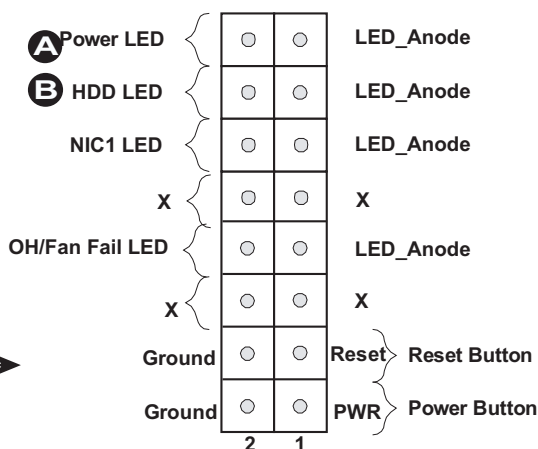 A Power LED LED_Anode
B HDD LED LED_Anode
NIC1 LED LED_Anode
X X
OH/Fan Fail LED LED_Anode
X X
Ground Reset Reset Button
Ground PWR Power Button
2 1